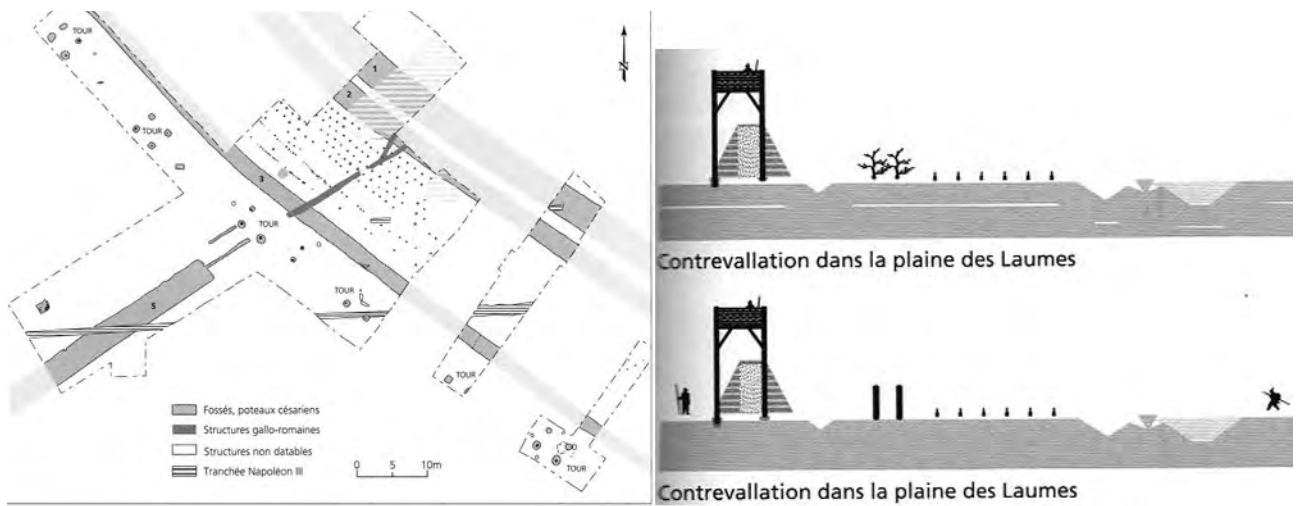 TOUR
1
2
TOUR
N
3
TOUR
5
TOUR
TOUR
TOUR
Fossés, poteaux césariens
Structures gallo-romaines
Structures non datables
Tranchée Napoléon III
0 5 10m
Contrevallation dans la plaine des Laumes
Contrevallation dans la plaine des Laumes